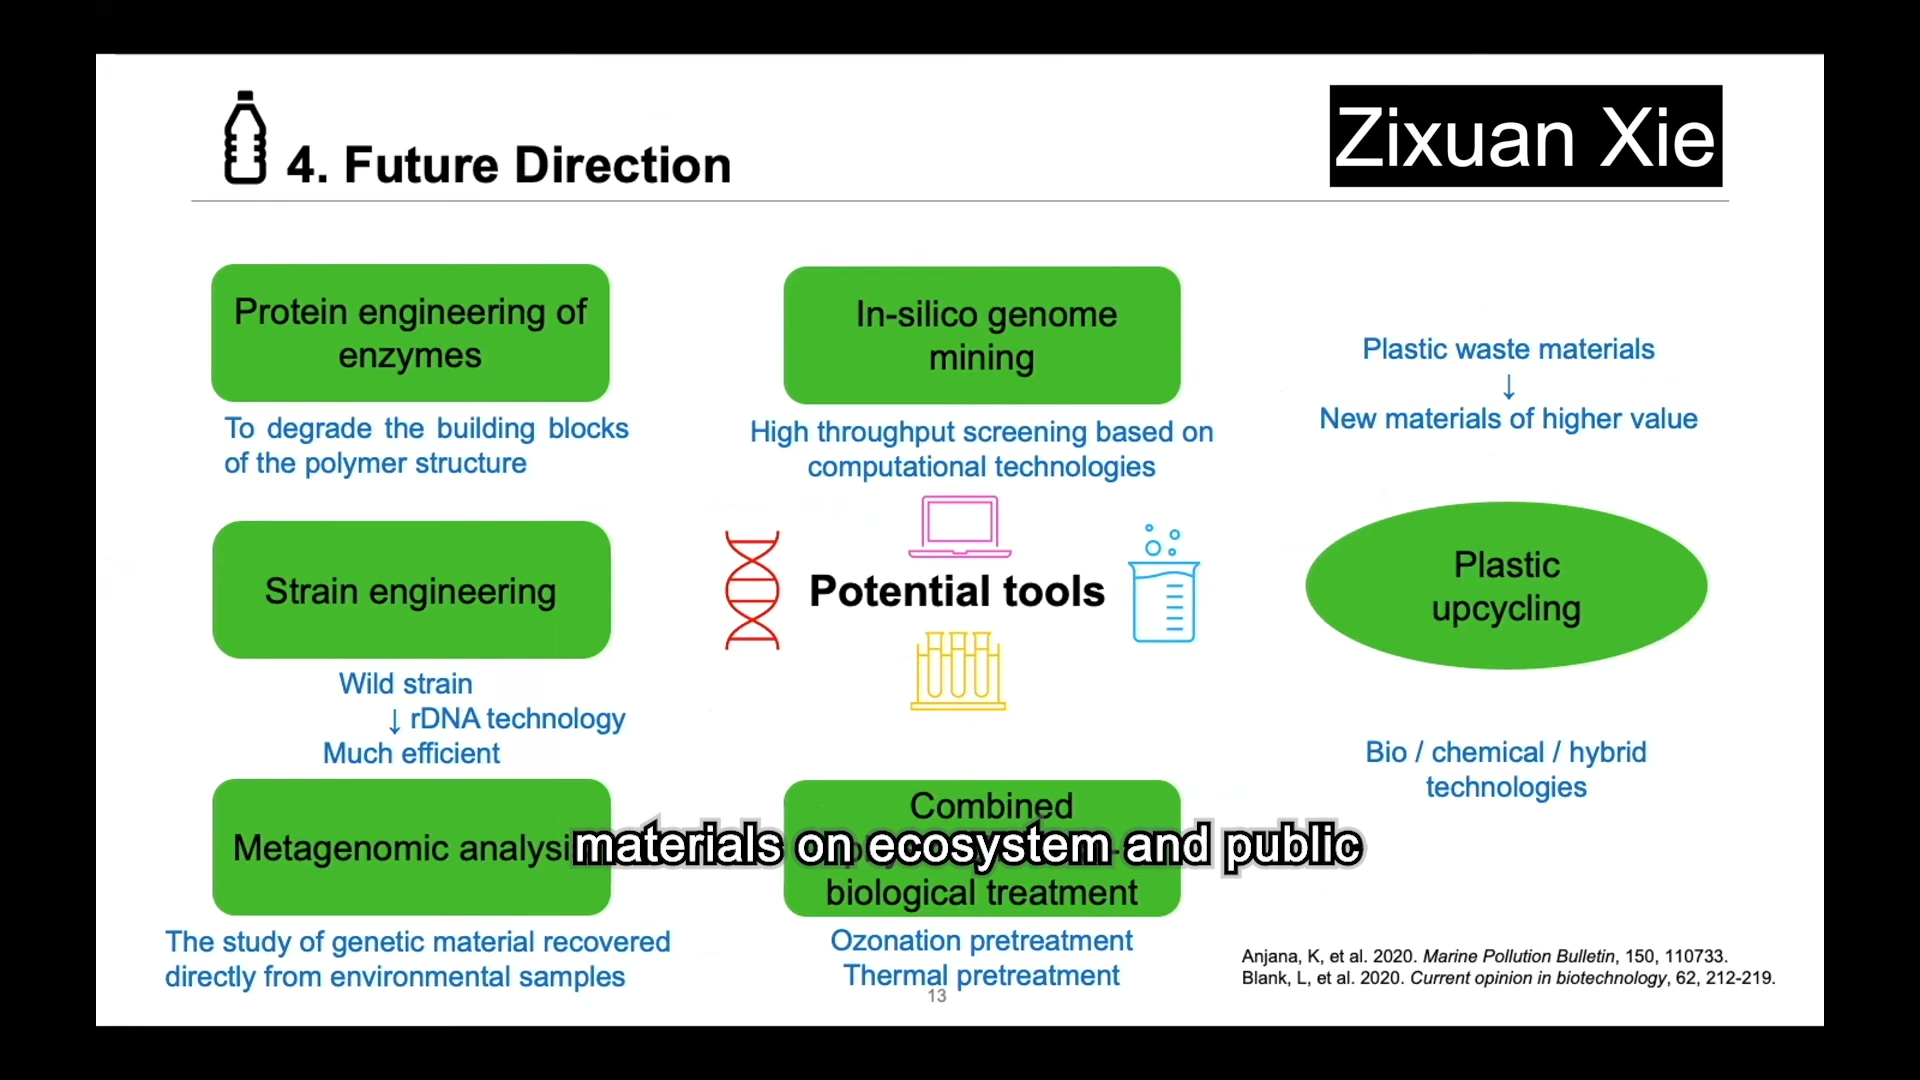 4. Future Direction
Zixuan Xie
Protein engineering of
enzymes
To degrade the building blocks
of the polymer structure
In-silico genome
mining
High throughput screening based on
computational technologies
Plastic waste materials
↓
New materials of higher value
Strain engineering
Wild strain
↓ rDNA technology
Much efficient
Potential tools
Plastic
upcycling
Bio / chemical / hybrid
technologies
Metagenomic analysi
The study of genetic material recovered
directly from environmental samples
Combined
biological treatment
Ozonation pretreatment
Thermal pretreatment
materials on ecosystem and public
Anjana, K, et al. 2020. Marine Pollution Bulletin, 150, 110733.
Blank, L, et al. 2020. Current opinion in biotechnology, 62, 212-219.
13